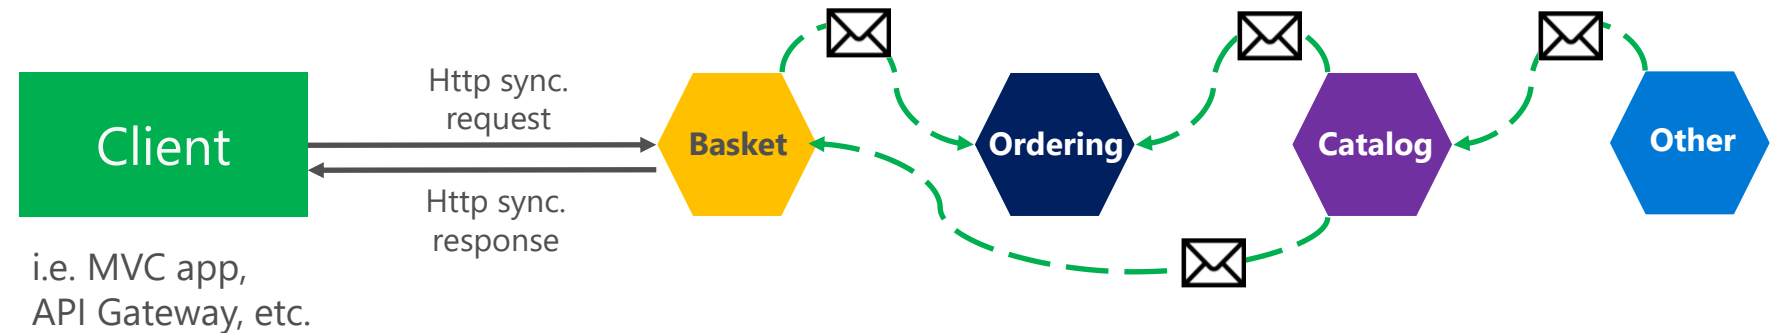 Client
i.e. MVC app,
API Gateway, etc.
Http sync.
request
Http sync.
response
Basket
Ordering
Catalog
Other